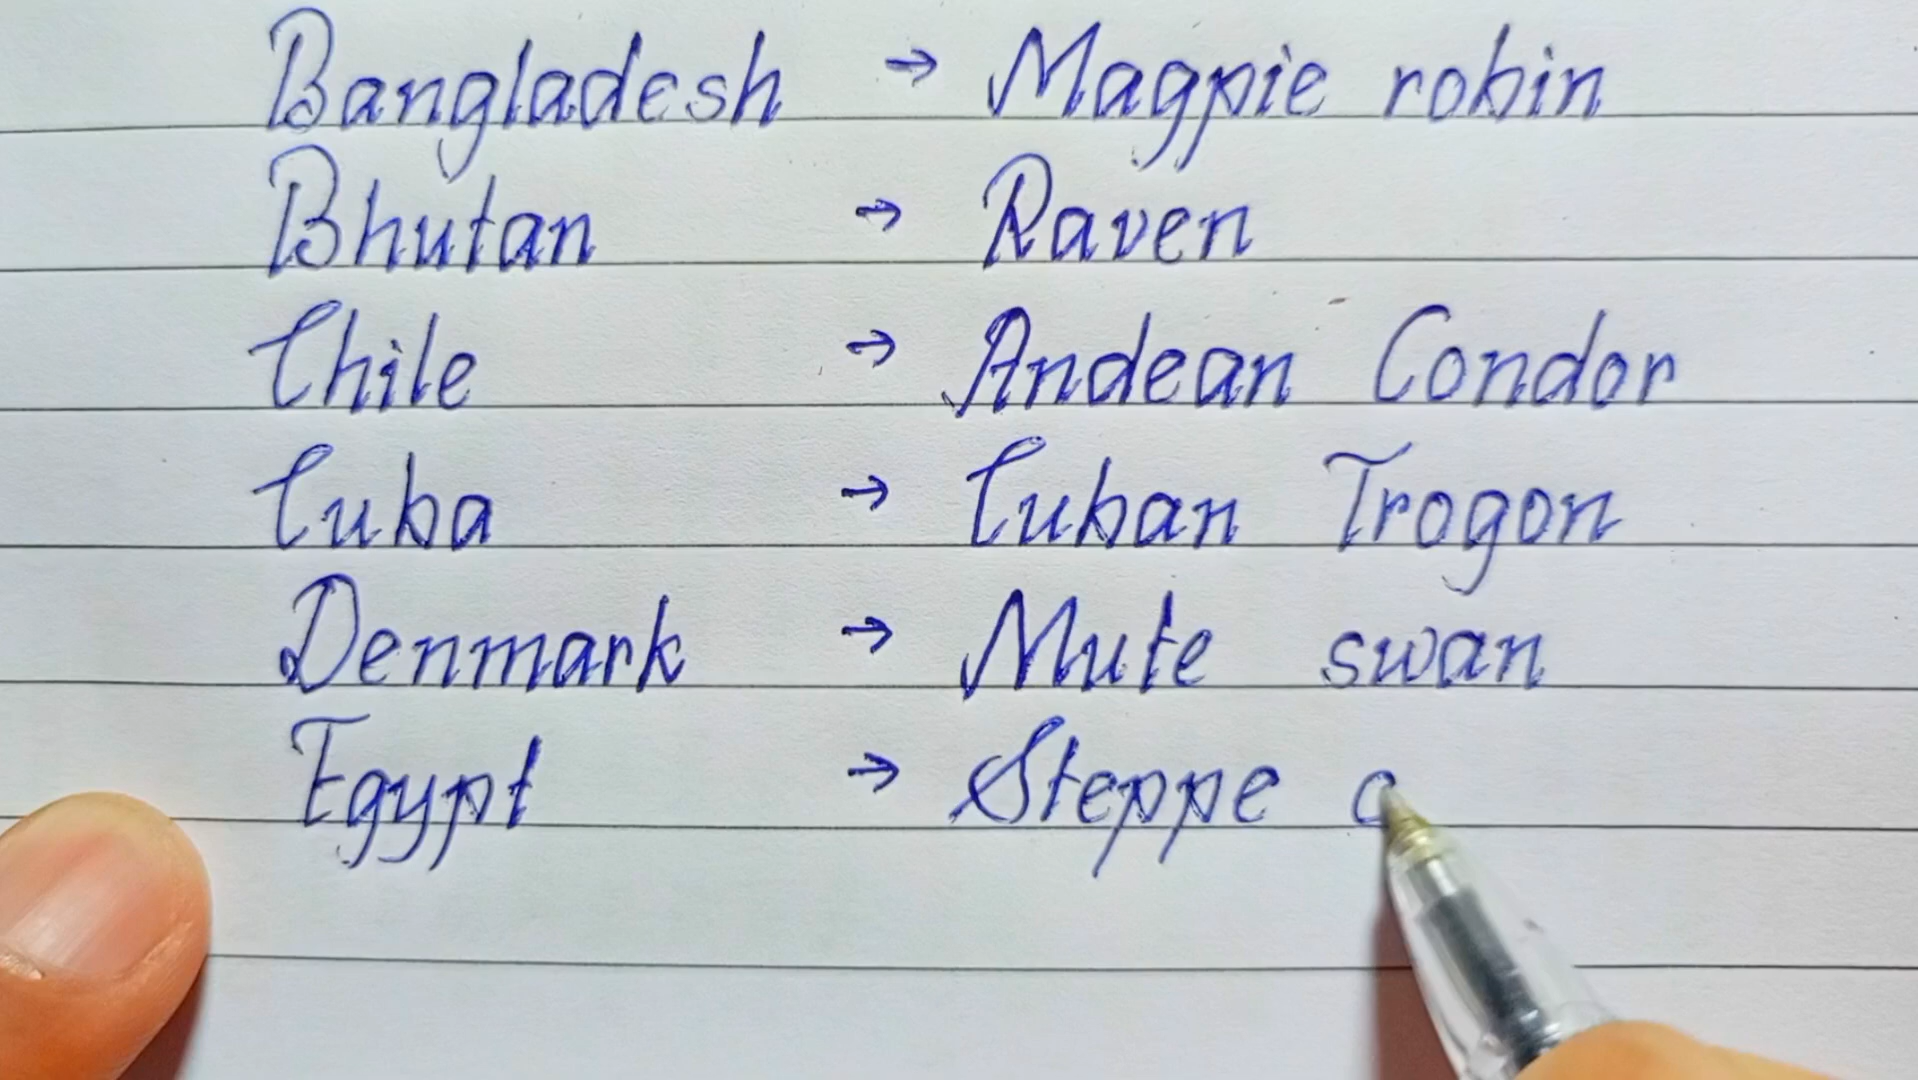 Bangladesh → Magpie robin
Bhutan → Raven
Chile → Andean Condor
Cuba → Cuban Trogon
Denmark → Mute swan
Egypt → Steppe